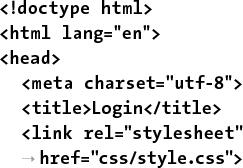 <!doctype html>
<html lang="en">
<head>
<meta charset="utf-8">
<title>Login</title>
<link rel="stylesheet"
→ href="css/style.css">